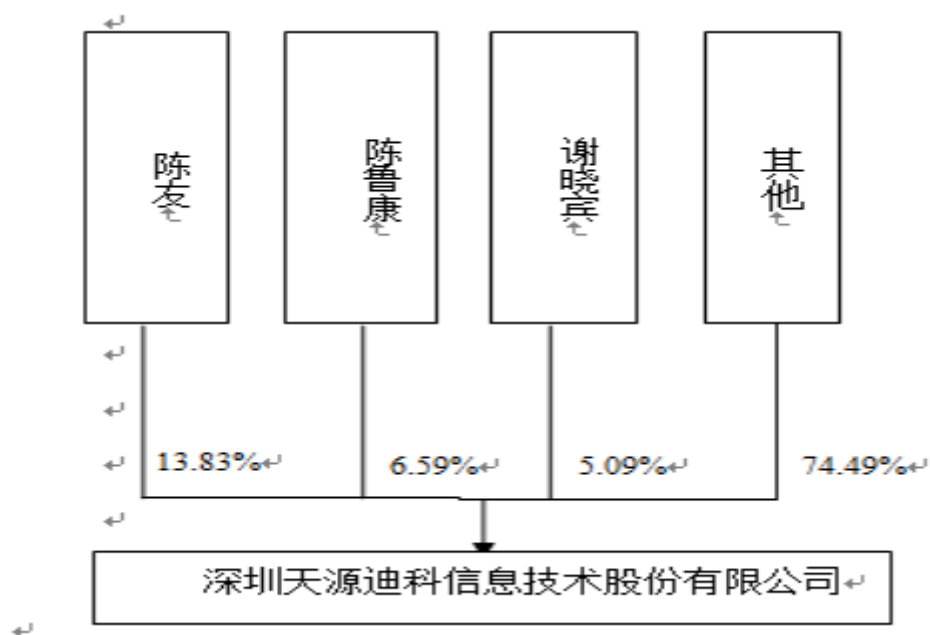 陈友
陈鲁康
谢晓宾
其他
13.83%
6.59%
5.09%
74.49%
深圳天源迪科信息技术股份有限公司